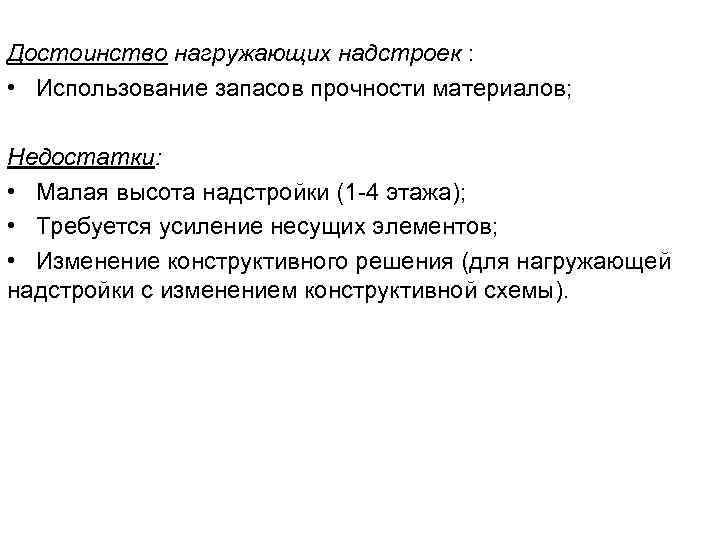 Достоинство нагружающих надстроек :
• Использование запасов прочности материалов;
Недостатки:
• Малая высота надстройки (1-4 этажа);
• Требуется усиление несущих элементов;
• Изменение конструктивного решения (для нагружающей
надстройки с изменением конструктивной схемы).